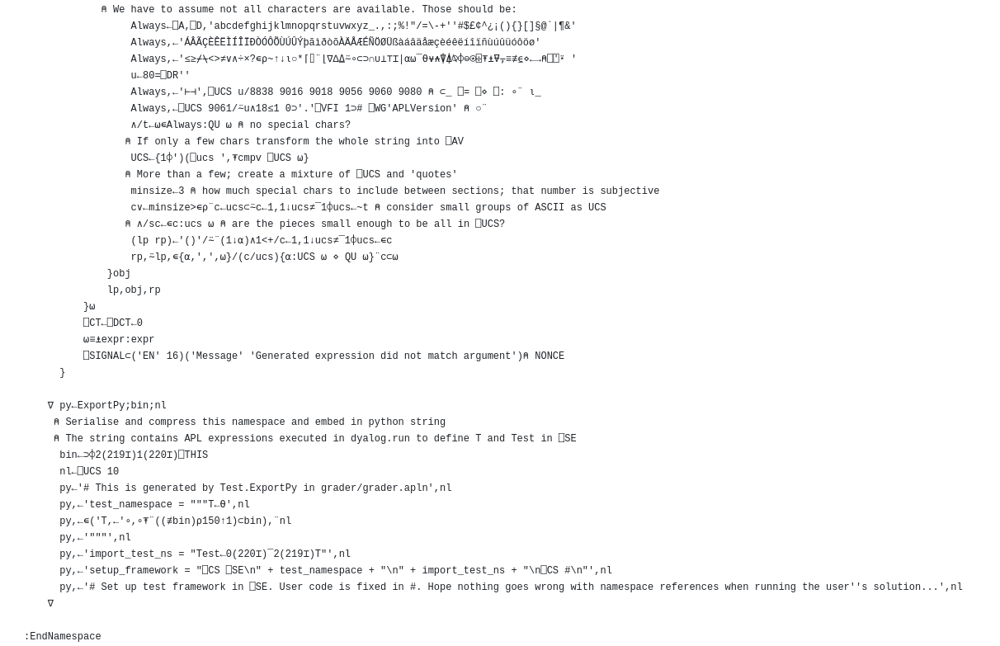 ⍝ We have to assume not all characters are available. Those should be:
Always←⎕A,⎕D,'abcdefghijklmnopqrstuvwxyz_.,:;%!"/=\-+''#$£¢^¿¡(){}[]§@`|¶&'
Always,←'ÁÂÃÇÈÊËÌÍÎÏÐÒÓÔÕÙÚÛÝþãìðòõÀÄÅÆÉÑÖØÜßàáâäåæçèéêëíîïñùúûüóôöø'
u←80=⎕DR''
Always,←'⊢⊣',⎕UCS u/8838 9016 9018 9056 9060 9080 ⍝ ⊂_ ⎕= ⎕⋄ ⎕: ∘¨ ⍳_
Always,←⎕UCS 9061/⍨u∧18≤1 0⊃'.'⎕VFI 1⊃# ⎕WG'APLVersion' ⍝ ○¨
∧/t←⍵∊Always:QU ⍵ ⍝ no special chars?
⍝ If only a few chars transform the whole string into ⎕AV
UCS←{1⌽')(⎕ucs ',⍕cmpv ⎕UCS ⍵}
⍝ More than a few; create a mixture of ⎕UCS and 'quotes'
minsize←3 ⍝ how much special chars to include between sections; that number is subjective
c∨←minsize>∊⍴¨c←ucs⊂⍨c←1,1↓ucs≠¯1⌽ucs←~t ⍝ consider small groups of ASCII as UCS
⍝ ∧/sc←∊c:ucs ⍵ ⍝ are the pieces small enough to be all in ⎕UCS?
(lp rp)←'()'/⍨¨(1↓⍺)∧1<+/c←1,1↓ucs≠¯1⌽ucs←∊c
rp,⍨lp,∊{⍺,',',⍵}/(c/ucs){⍺:UCS ⍵ ⋄ QU ⍵}¨c⊂⍵
}obj
lp,obj,rp
}⍵
⎕CT←⎕DCT←0
⍵≡⍎expr:expr
⎕SIGNAL⊂('EN' 16)('Message' 'Generated expression did not match argument')⍝ NONCE
}
∇ py←ExportPy;bin;nl
⍝ Serialise and compress this namespace and embed in python string
⍝ The string contains APL expressions executed in dyalog.run to define T and Test in ⎕SE
bin←⊃⌽2(219⌶)1(220⌶)⎕THIS
nl←⎕UCS 10
py←'# This is generated by Test.ExportPy in grader/grader.apln',nl
py,←'test_namespace = """T←⍬',nl
py,←∊('T,←'∘,∘⍕¨((≢bin)⍴150↑1)⊂bin),¨nl
py,←'"""',nl
py,←'import_test_ns = "Test←0(220⌶)¯2(219⌶)T"',nl
py,←'setup_framework = "⎕CS ⎕SE\n" + test_namespace + "\n" + import_test_ns + "\n⎕CS #\n"',nl
py,←'# Set up test framework in ⎕SE. User code is fixed in #. Hope nothing goes wrong with namespace references when running the user''s solution...',nl
∇
:EndNamespace